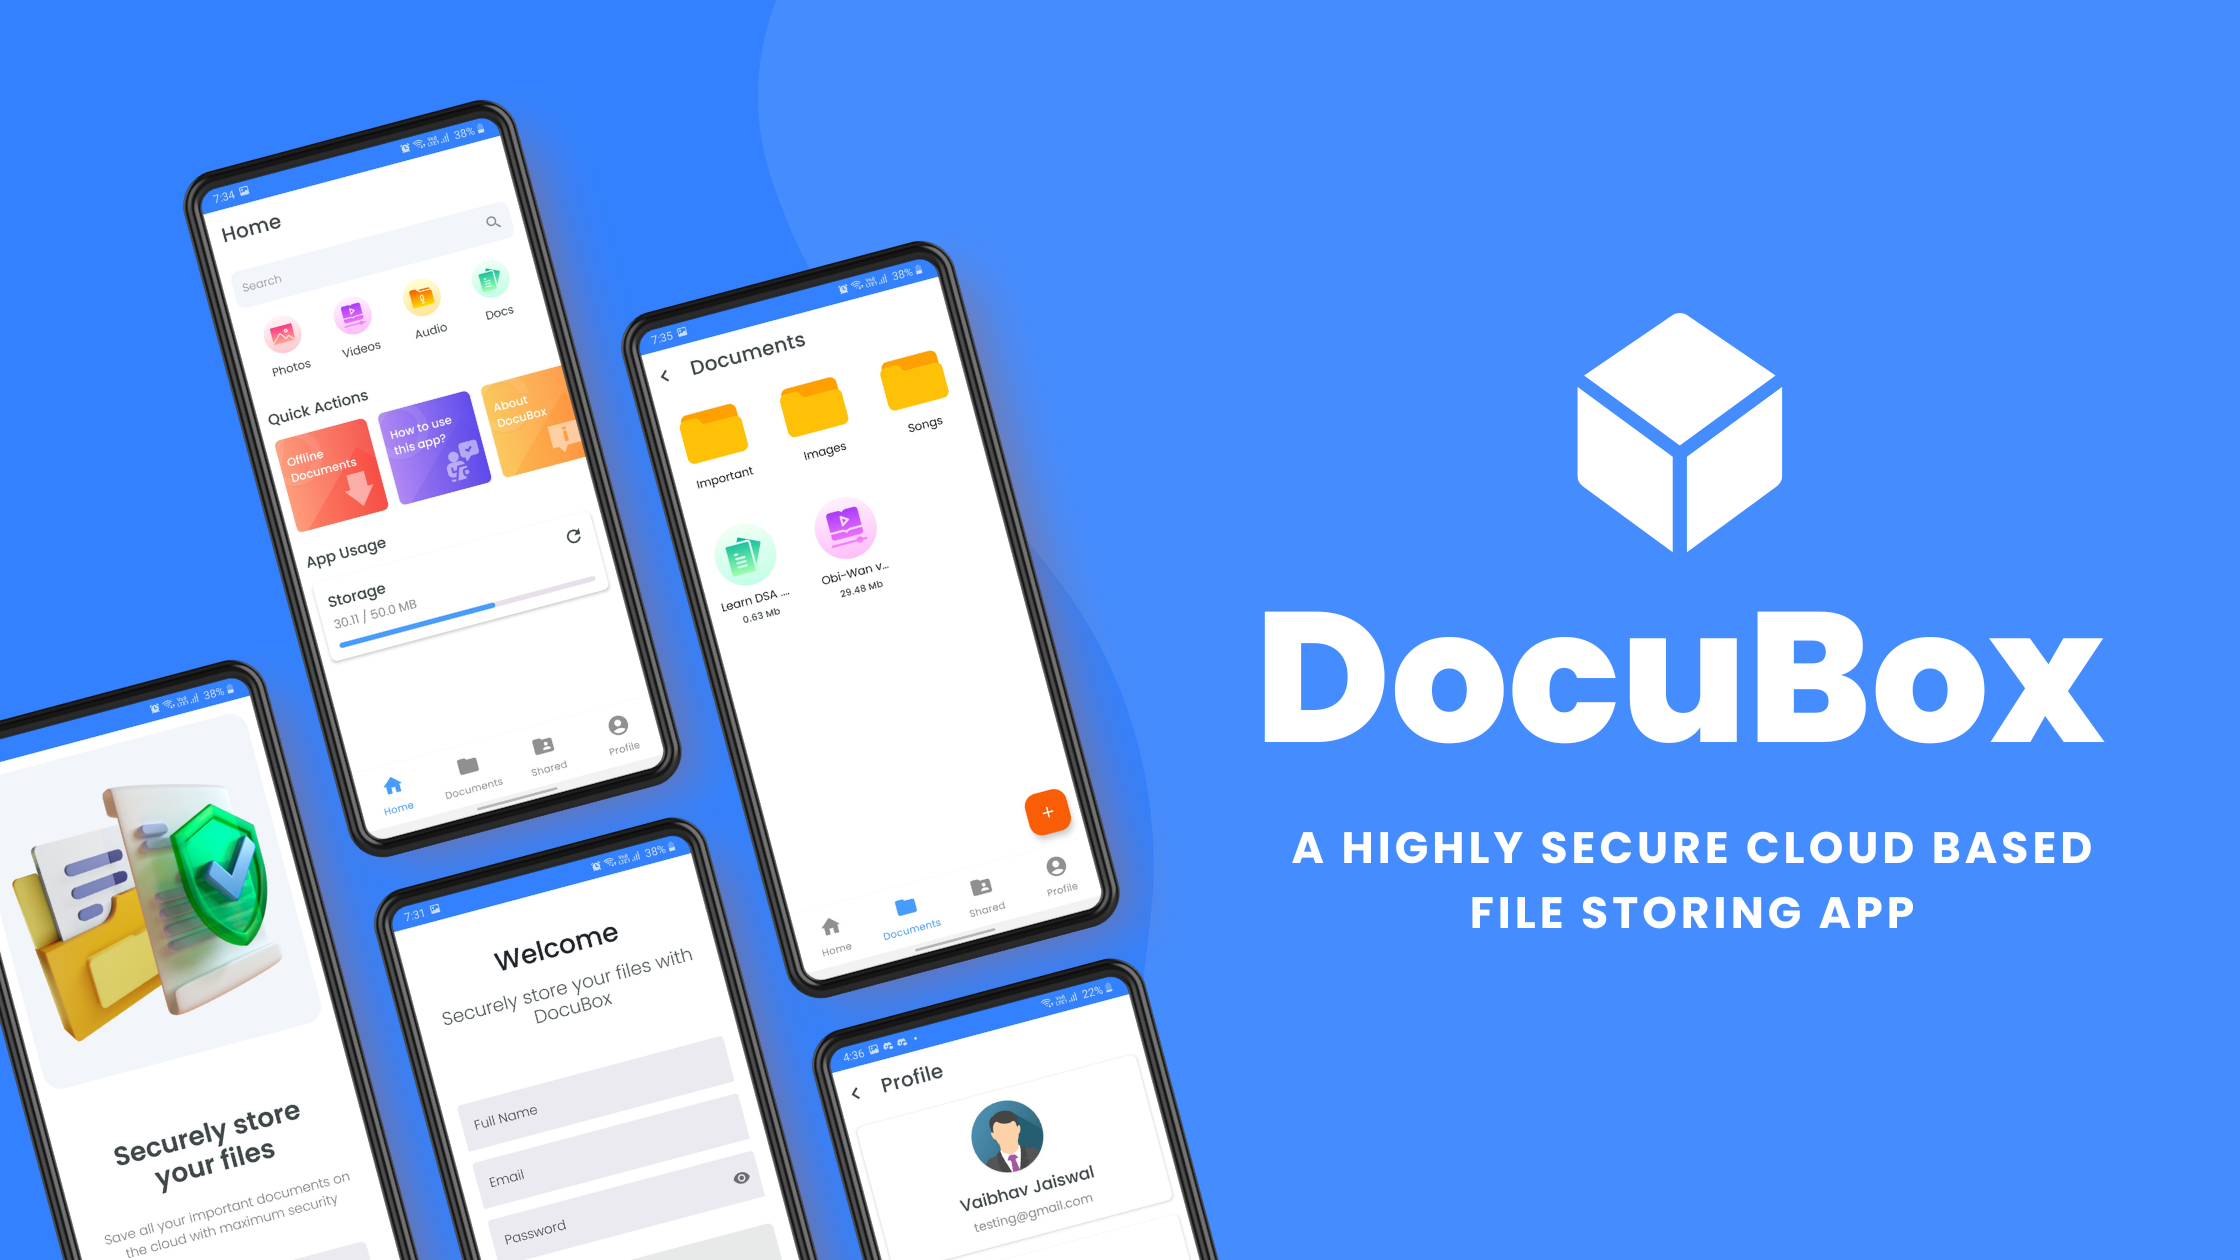 7:34
38%
Home
Search
Photos
Videos
Audio
Docs
Quick Actions
Offline
Documents
How to use
this app?
About
DocuBox
App Usage
Storage
30.11 / 50.0 MB
Home
Documents
Shared
Profile
7:35
38%
Documents
Important
Images
Songs
Learn DSA ....
0.63 Mb
Obi-Wan v...
29.48 Mb
+
Home
Documents
Shared
Profile
38%
Securely store
your files
Save all your important documents on
the cloud with maximum security
7:31
38%
Welcome
Securely store your files with
DocuBox
Full Name
Email
Password
4:36
22%
Profile
Vaibhav Jaiswal
testing@gmail.com
DocuBox
A HIGHLY SECURE CLOUD BASED
FILE STORING APP